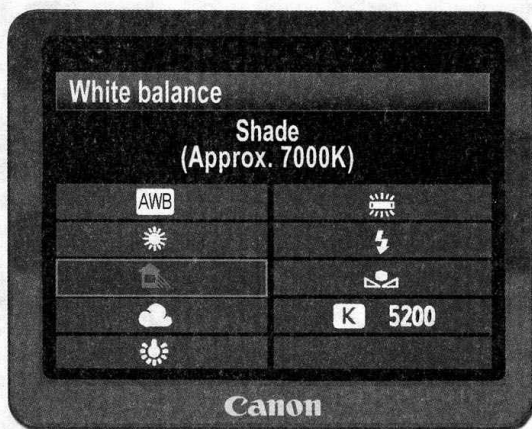 White balance
Shade
(Approx. 7000K)
AWB
K 5200
Canon